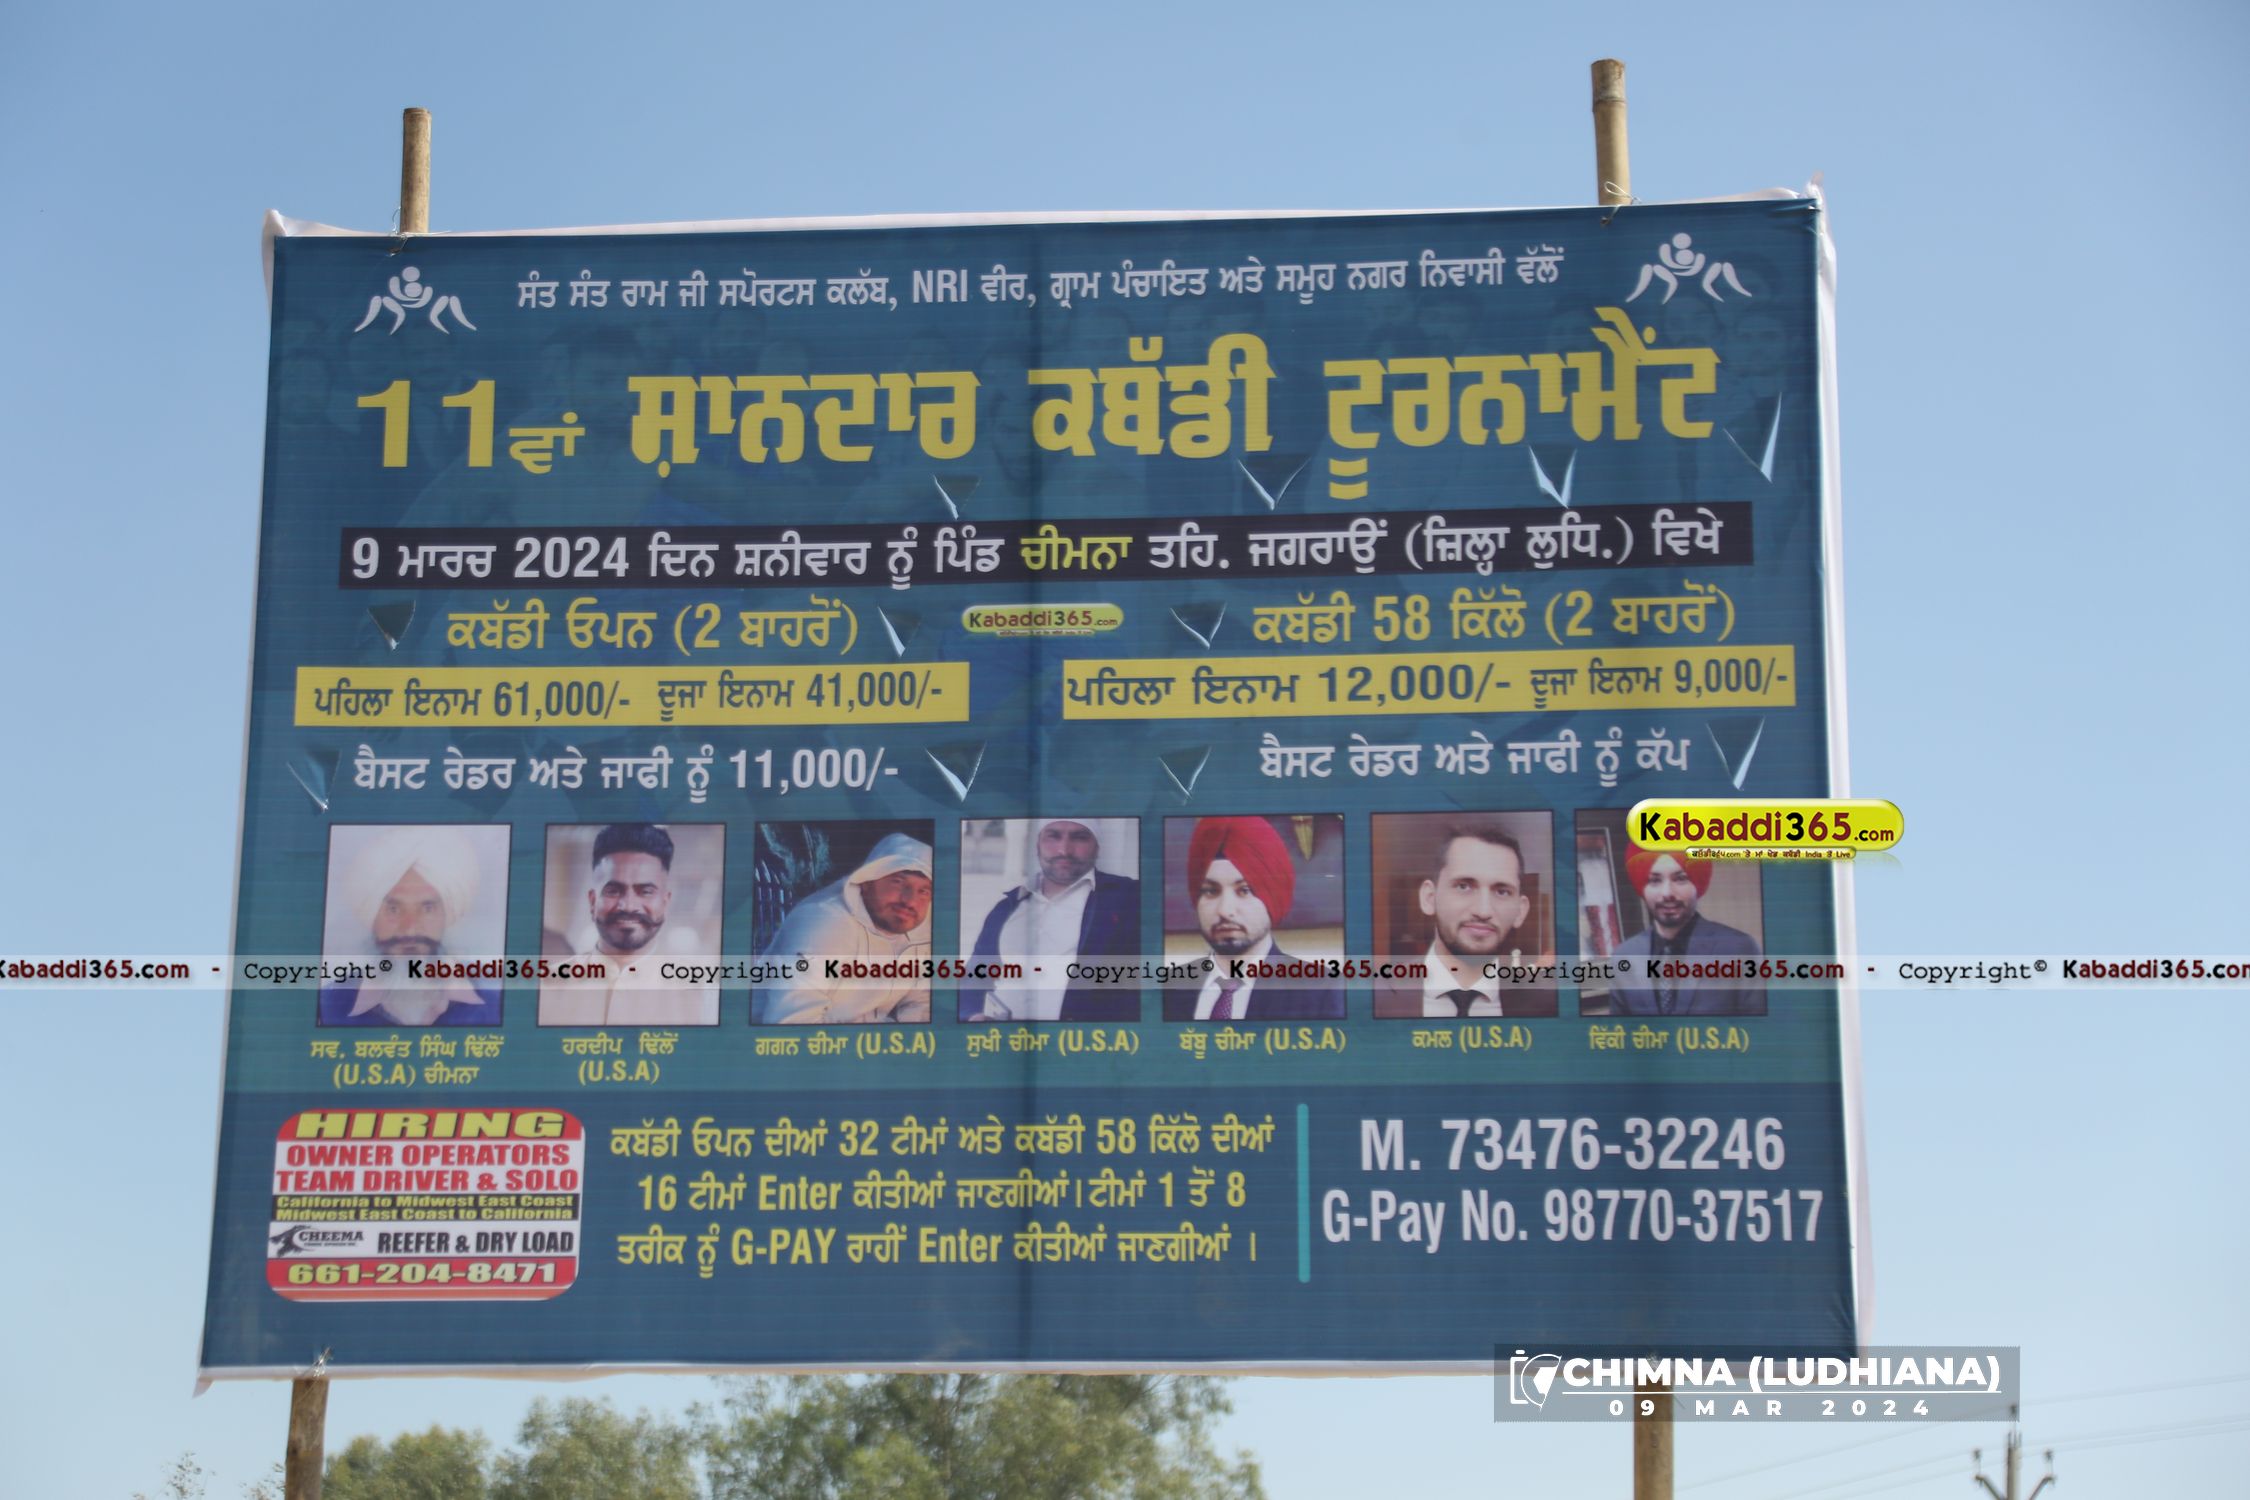 ਸੰਤ ਸੰਤ ਰਾਮ ਜੀ ਸਪੋਰਟਸ ਕਲੱਬ, NRI ਵੀਰ, ਗ੍ਰਾਮ ਪੰਚਾਇਤ ਅਤੇ ਸਮੂਹ ਨਗਰ ਨਿਵਾਸੀ ਵੱਲੋਂ
11ਵਾਂ ਸ਼ਾਨਦਾਰ ਕਬੱਡੀ ਟੂਰਨਾਮੈਂਟ
9 ਮਾਰਚ 2024 ਦਿਨ ਸ਼ਨੀਵਾਰ ਨੂੰ ਪਿੰਡ ਚੀਮਨਾ ਤਹਿ. ਜਗਰਾਉਂ (ਜ਼ਿਲ੍ਹਾ ਲੁਧਿ.) ਵਿਖੇ
ਕਬੱਡੀ ਓਪਨ (2 ਬਾਹਰੋਂ)
ਪਹਿਲਾ ਇਨਾਮ 61,000/- ਦੂਜਾ ਇਨਾਮ 41,000/-
ਬੈਸਟ ਰੇਡਰ ਅਤੇ ਜਾਫੀ ਨੂੰ 11,000/-
Kabaddi365.com
ਕਬੱਡੀ 58 ਕਿੱਲੋ (2 ਬਾਹਰੋਂ)
ਪਹਿਲਾ ਇਨਾਮ 12,000/- ਦੂਜਾ ਇਨਾਮ 9,000/-
ਬੈਸਟ ਰੇਡਰ ਅਤੇ ਜਾਫੀ ਨੂੰ ਕੱਪ
Kabaddi365.com
Kabaddi365.com - Copyright© Kabaddi365.com - Copyright© Kabaddi365.com - Copyright© Kabaddi365.com - Copyright© Kabaddi365.com - Copyright© Kabaddi365.com
ਸਵ. ਬਲਵੰਤ ਸਿੰਘ ਢਿੱਲੋਂ
(U.S.A) ਚੀਮਨਾ
ਹਰਦੀਪ ਢਿੱਲੋਂ
(U.S.A)
ਗਗਨ ਚੀਮਾ (U.S.A)
ਸੁਖੀ ਚੀਮਾ (U.S.A)
ਬੱਬੂ ਚੀਮਾ (U.S.A)
ਕਮਲ (U.S.A)
ਵਿੱਕੀ ਚੀਮਾ (U.S.A)
HIRING
OWNER OPERATORS
TEAM DRIVER & SOLO
California to Midwest East Coast
Midwest East Coast to California
CHEEMA
REEFER & DRY LOAD
661-204-8471
ਕਬੱਡੀ ਓਪਨ ਦੀਆਂ 32 ਟੀਮਾਂ ਅਤੇ ਕਬੱਡੀ 58 ਕਿੱਲੋ ਦੀਆਂ
16 ਟੀਮਾਂ Enter ਕੀਤੀਆਂ ਜਾਣਗੀਆਂ। ਟੀਮਾਂ 1 ਤੋਂ 8
ਤਰੀਕ ਨੂੰ G-PAY ਰਾਹੀਂ Enter ਕੀਤੀਆਂ ਜਾਣਗੀਆਂ ।
M. 73476-32246
G-Pay No. 98770-37517
CHIMNA (LUDHIANA)
09 MAR 2024